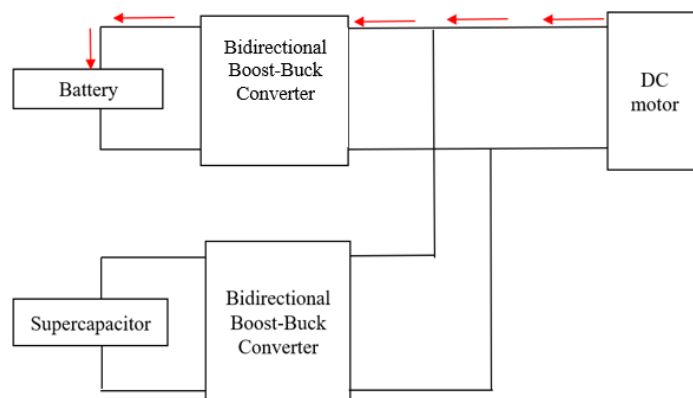 Bidirectional
Boost-Buck
Converter
Battery
DC
motor
Bidirectional
Boost-Buck
Converter
Supercapacitor